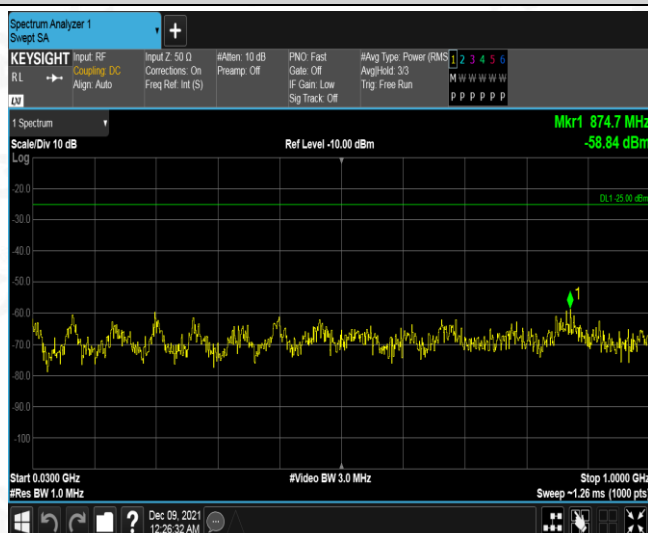 Spectrum Analyzer 1
Swept SA
+
KEYSIGHT
RL
LXI
Input: RF
Coupling: DC
Align: Auto
Input Z: 50 Ω
Corrections: On
Freq Ref: Int (S)
#Atten: 10 dB
Preamp: Off
PNO: Fast
Gate: Off
IF Gain: Low
Sig Track: Off
#Avg Type: Power (RMS
Avg|Hold: 3/3
Trig: Free Run
1 2 3 4 5 6
M W W W W W
P P P P P P
1 Spectrum
Scale/Div 10 dB
Ref Level -10.00 dBm
Mkr1 874.7 MHz
-58.84 dBm
Log
DL1 -25.00 dBm
-20.0
-30.0
-40.0
-50.0
-60.0
-70.0
-80.0
-90.0
-100
1
Start 0.0300 GHz
#Video BW 3.0 MHz
Stop 1.0000 GHz
#Res BW 1.0 MHz
Sweep ~1.26 ms (1000 pts)
?
Dec 09, 2021
12:26:32 AM